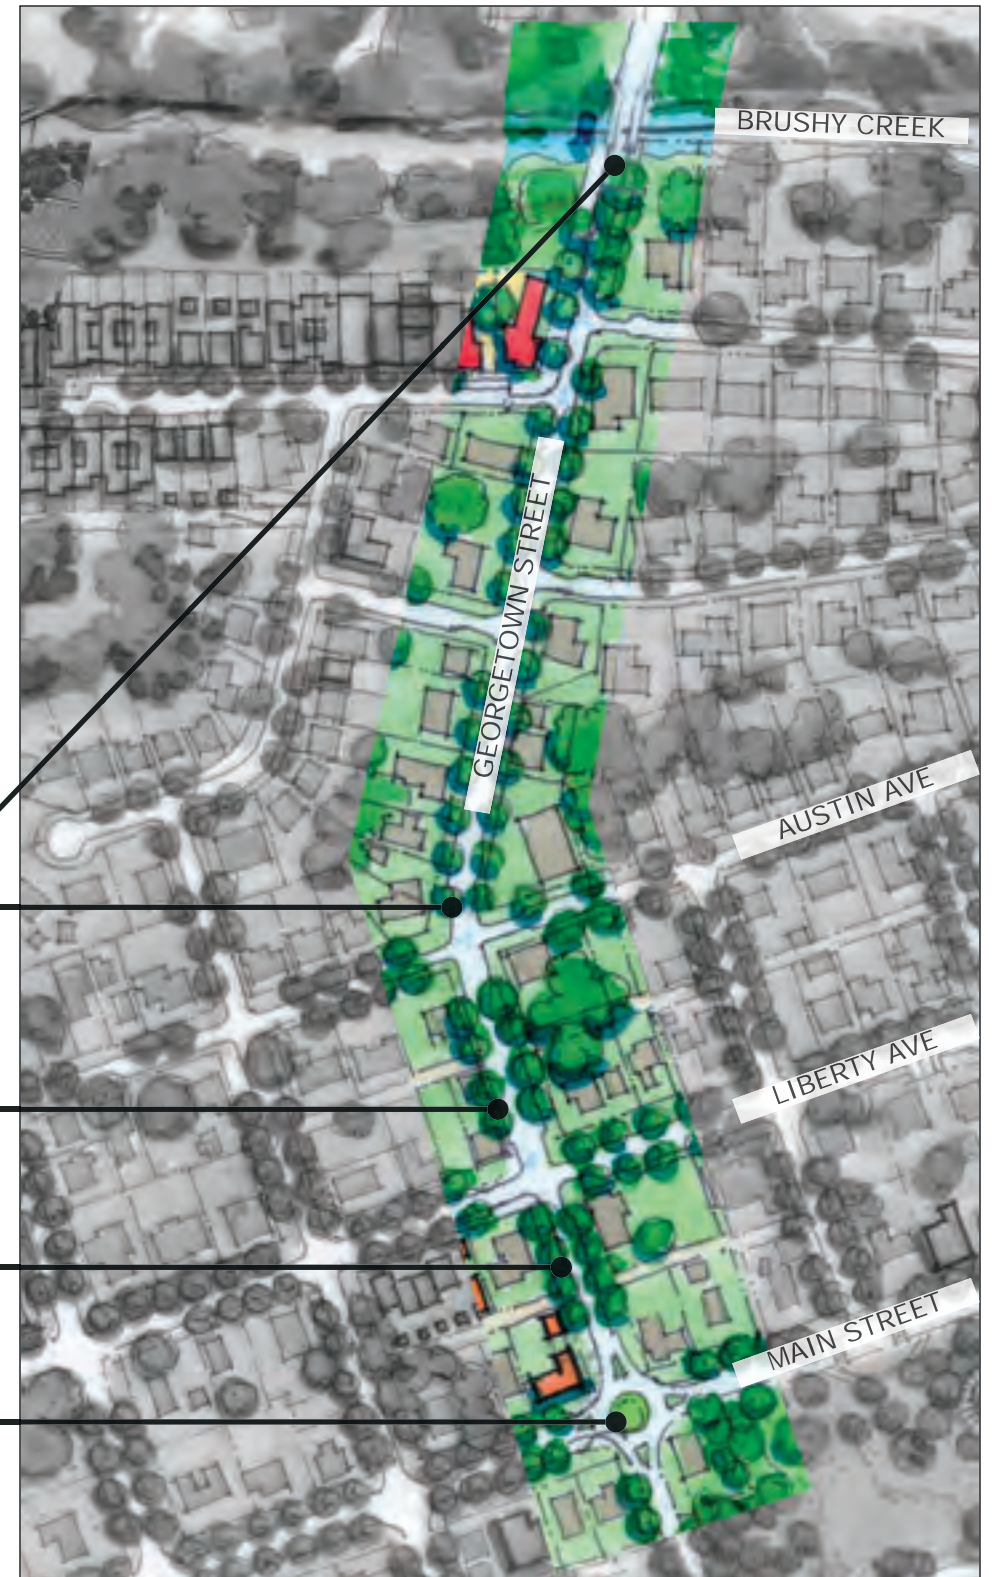 BRUSHY CREEK
GEORGETOWN STREET
AUSTIN AVE
LIBERTY AVE
MAIN STREET